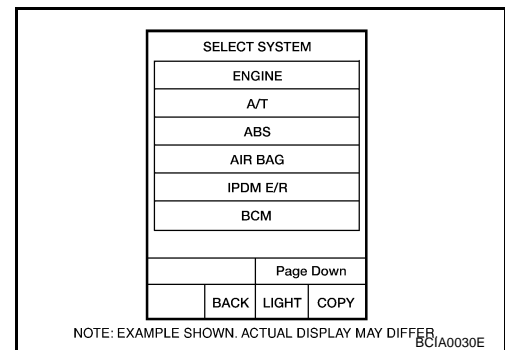 SELECT SYSTEM
ENGINE
A/T
ABS
AIR BAG
IPDM E/R
BCM
Page Down
BACK LIGHT COPY
NOTE: EXAMPLE SHOWN. ACTUAL DISPLAY MAY DIFFER.
BCIA0030E